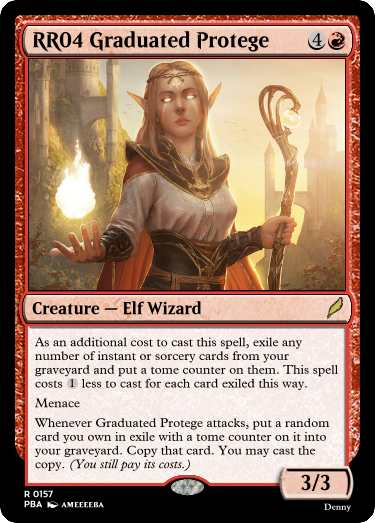 RR04 Graduated Protege 4
Creature — Elf Wizard
As an additional cost to cast this spell, exile any
number of instant or sorcery cards from your
graveyard and put a tome counter on them. This spell
costs 1 less to cast for each card exiled this way.
Menace
Whenever Graduated Protege attacks, put a random
card you own in exile with a tome counter on it into
your graveyard. Copy that card. You may cast the
copy. (You still pay its costs.)
3/3
R 0157
PBA AMEEEEBA
Denny